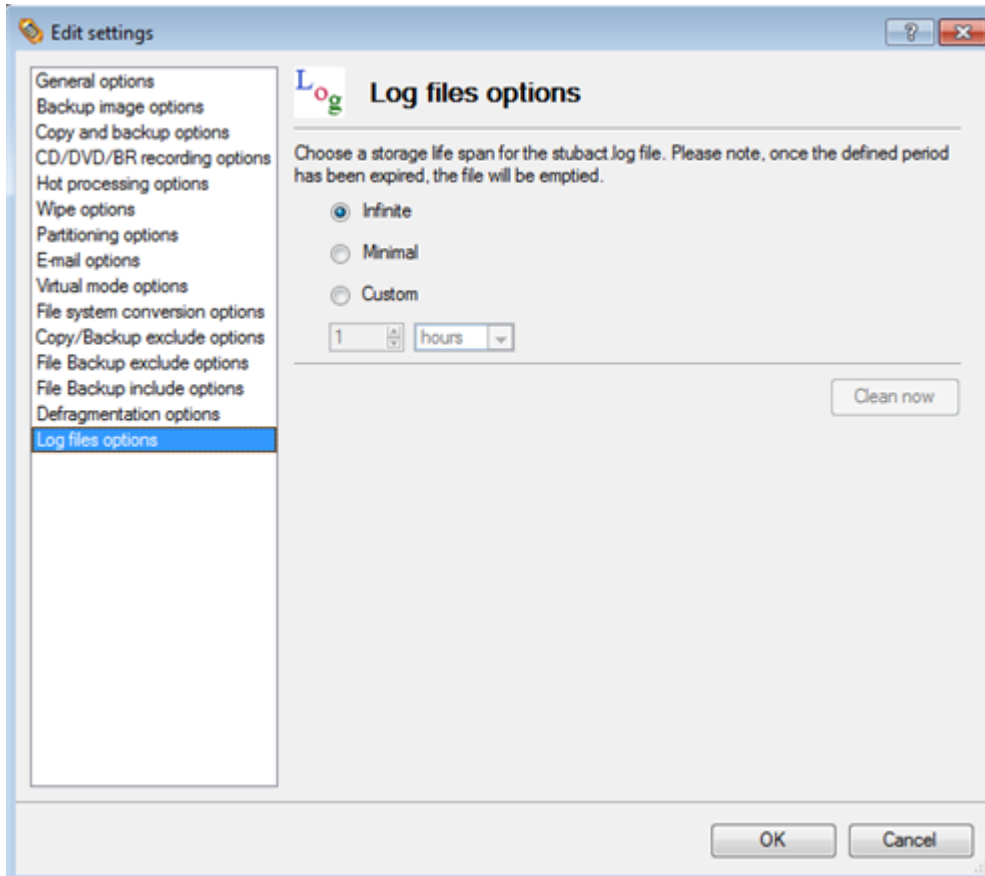 Edit settings
General options
Backup image options
Copy and backup options
CD/DVD/BR recording options
Hot processing options
Wipe options
Partitioning options
E-mail options
Virtual mode options
File system conversion options
Copy/Backup exclude options
File Backup exclude options
File Backup include options
Defragmentation options
Log files options
Log
Log files options
Choose a storage life span for the stubact.log file. Please note, once the defined period
has been expired, the file will be emptied.
Infinite
Minimal
Custom
1 hours
Clean now
OK Cancel